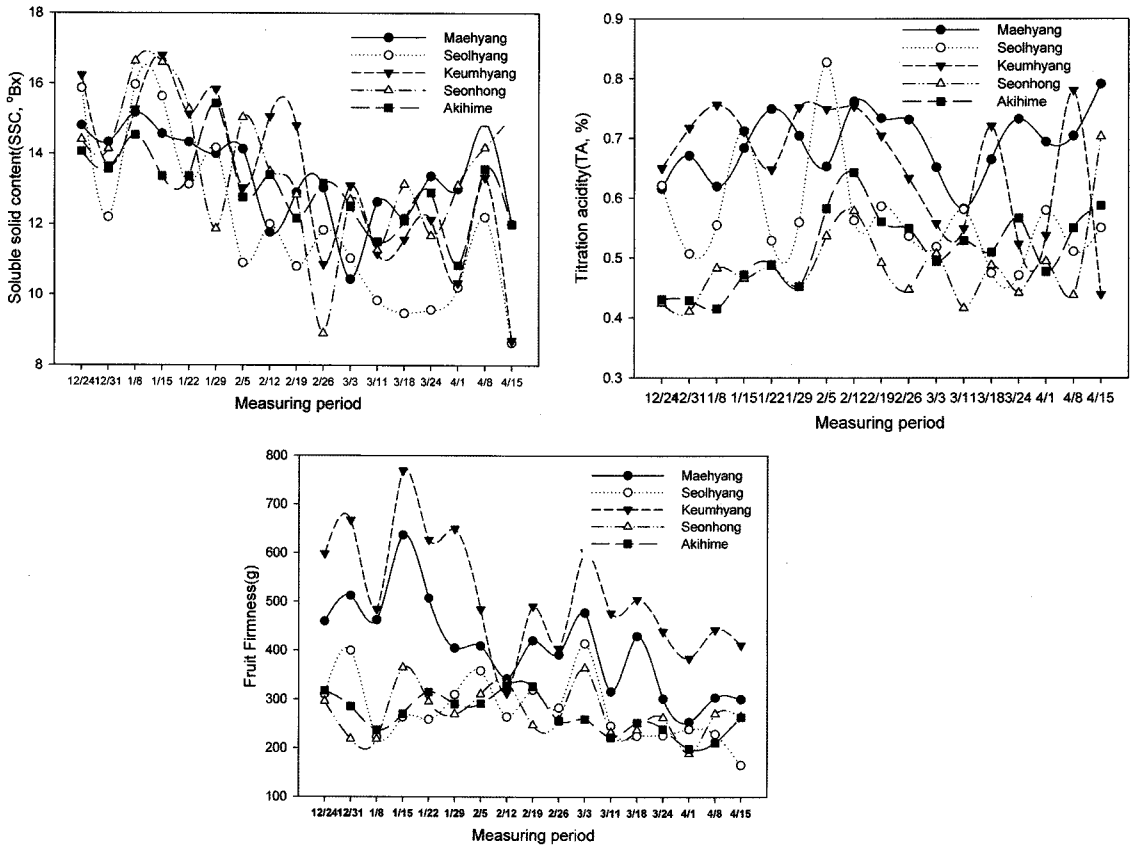 18
16
14
12
10
8
Soluble solid content(SSC, °Bx)
Maehyang
Seolhyang
Keumhyang
Seonhong
Akihime
12/24 12/31 1/8 1/15 1/22 1/29 2/5 2/12 2/19 2/26 3/3 3/11 3/18 3/24 4/1 4/8 4/15
Measuring period
0.9
0.8
0.7
0.6
0.5
0.4
0.3
Titration acidity(TA, %)
Maehyang
Seolhyang
Keumhyang
Seonhong
Akihime
12/24 12/31 1/8 1/15 1/22 1/29 2/5 2/12 2/19 2/26 3/3 3/11 3/18 3/24 4/1 4/8 4/15
Measuring period
800
700
600
500
400
300
200
100
Fruit Firmness(g)
Maehyang
Seolhyang
Keumhyang
Seonhong
Akihime
12/24 12/31 1/8 1/15 1/22 1/29 2/5 2/12 2/19 2/26 3/3 3/11 3/18 3/24 4/1 4/8 4/15
Measuring period